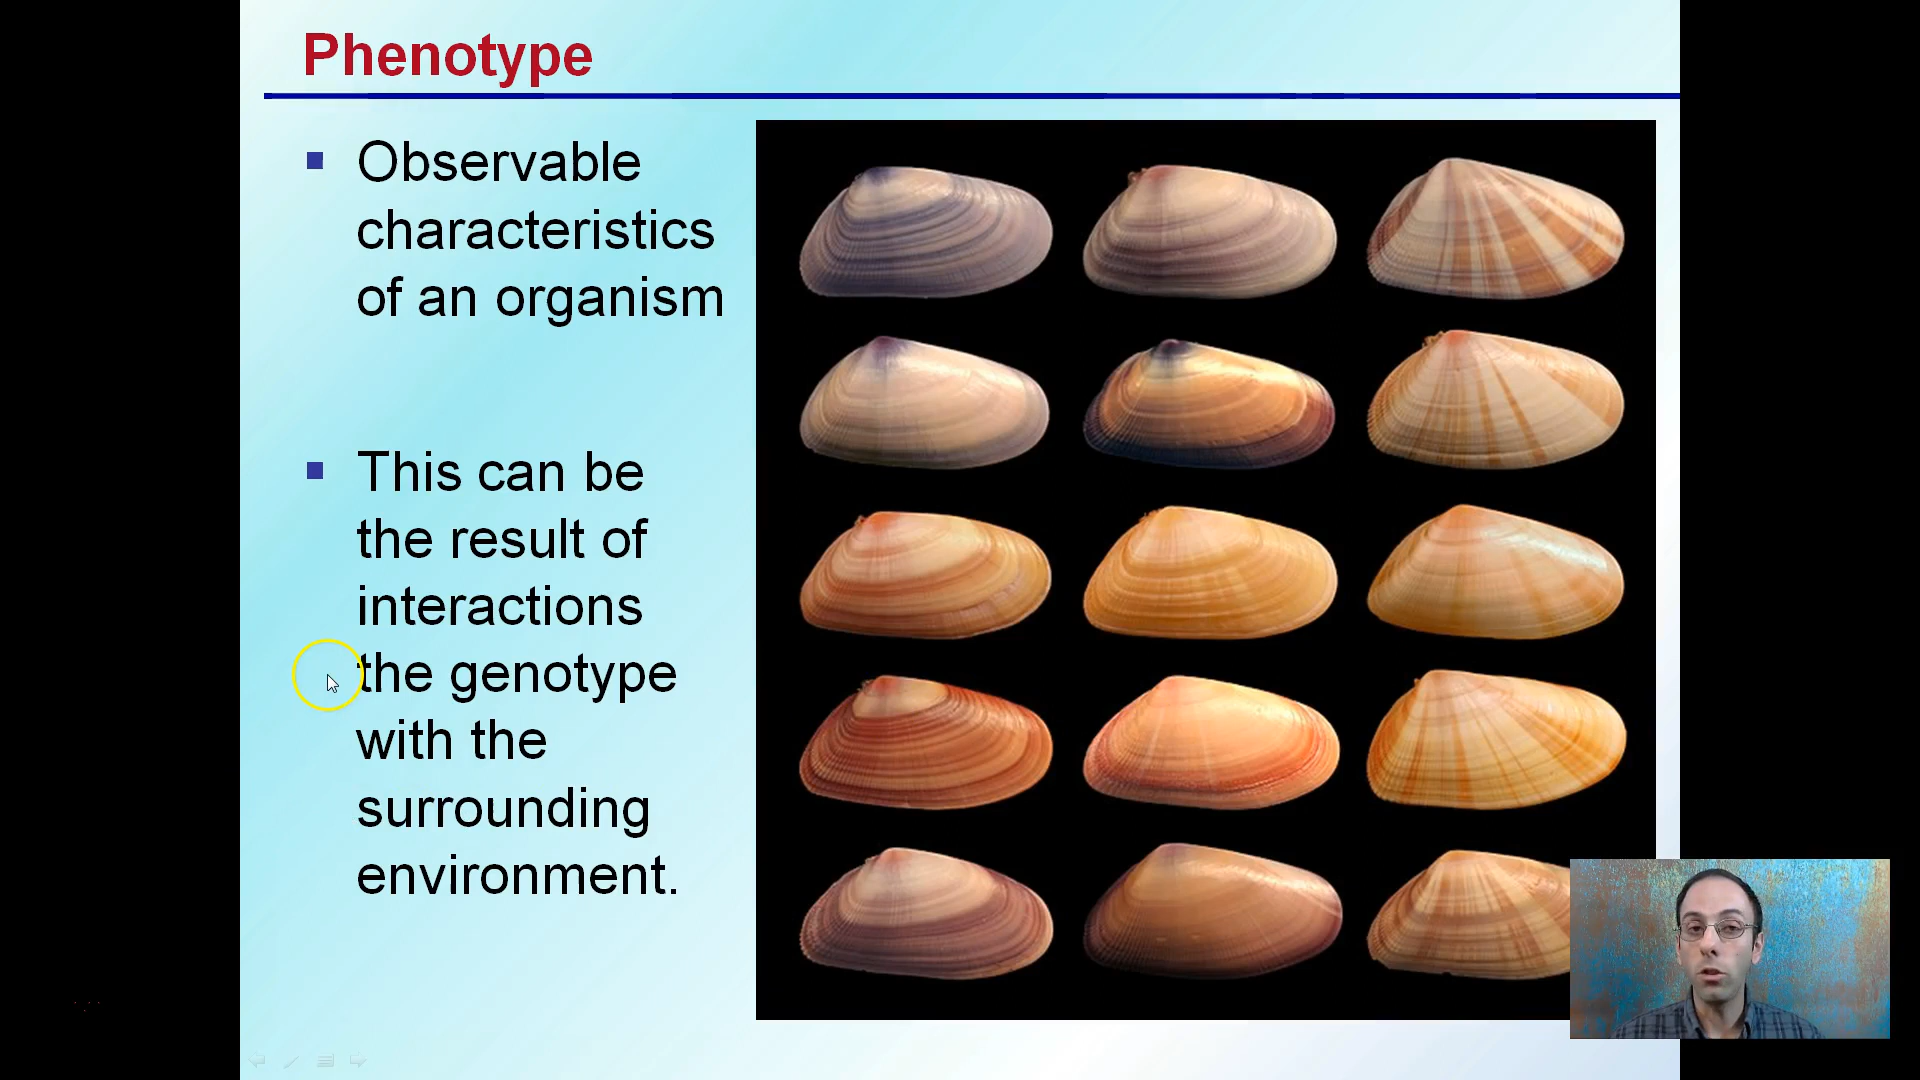 Phenotype
Observable
characteristics
of an organism
This can be
the result of
interactions
the genotype
with the
surrounding
environment.